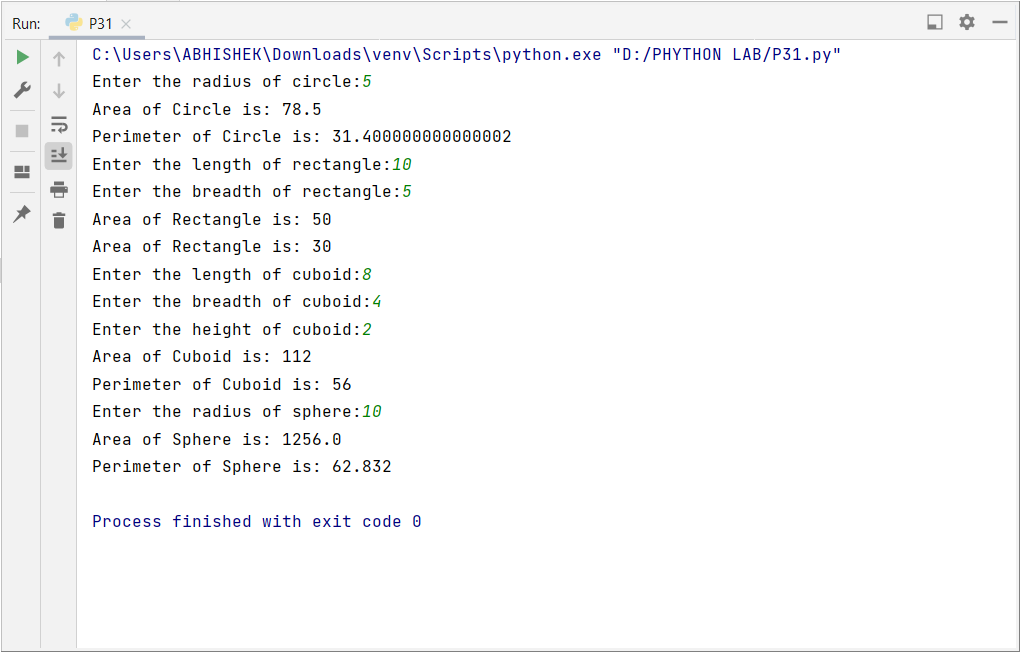 Run: P31
C:\Users\ABHISHEK\Downloads\venv\Scripts\python.exe "D:/PHYTHON LAB/P31.py"
Enter the radius of circle:5
Area of Circle is: 78.5
Perimeter of Circle is: 31.400000000000002
Enter the length of rectangle:10
Enter the breadth of rectangle:5
Area of Rectangle is: 50
Area of Rectangle is: 30
Enter the length of cuboid:8
Enter the breadth of cuboid:4
Enter the height of cuboid:2
Area of Cuboid is: 112
Perimeter of Cuboid is: 56
Enter the radius of sphere:10
Area of Sphere is: 1256.0
Perimeter of Sphere is: 62.832
Process finished with exit code 0